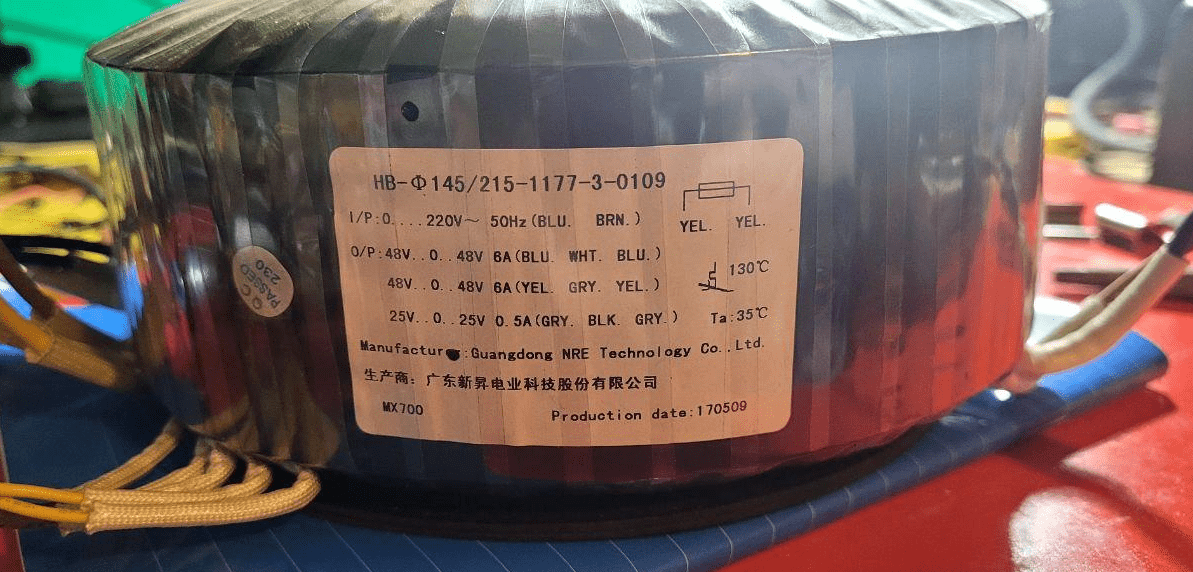 HB-Φ145/215-1177-3-0109
I/P:0....220V~ 50Hz(BLU. BRN.)
YEL. YEL.
O/P:48V..0..48V 6A(BLU. WHT. BLU.)
48V..0..48V 6A(YEL. GRY. YEL.)
130℃
25V..0..25V 0.5A(GRY. BLK. GRY.)
Ta:35℃
Manufactur :Guangdong NRE Technology Co.,Ltd.
生产商: 广东新昇电业科技股份有限公司
MX700
Production date:170509
QC
PASSED
230